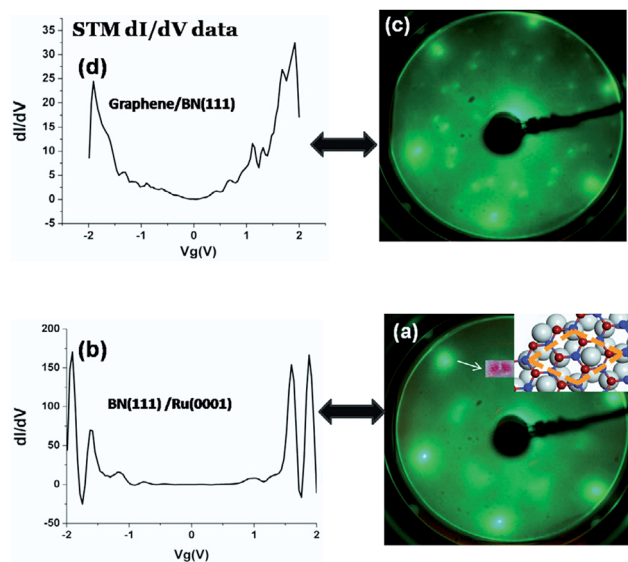 STM dI/dV data
(d)
Graphene/BN(111)
35
30
25
20
15
10
5
0
dI/dV
-2
-1
0
1
2
Vg(V)
(c)
(b)
BN(111)/Ru(0001)
200
150
100
50
0
-50
dI/dV
-2
-1
0
1
2
Vg(V)
(a)